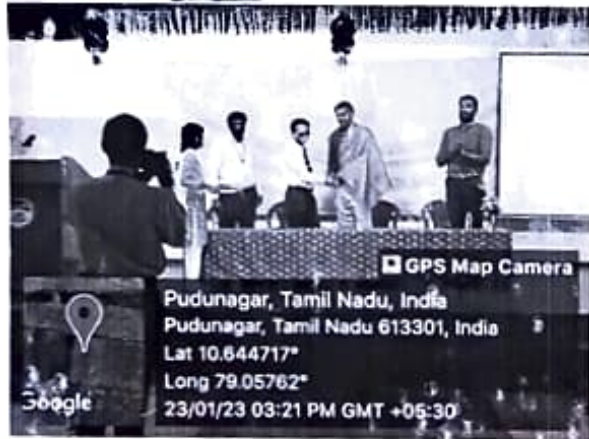 GPS Map Camera
Pudunagar, Tamil Nadu, India
Pudunagar, Tamil Nadu 613301, India
Lat 10.644717°
Long 79.05762°
23/01/23 03:21 PM GMT +05:30
Google